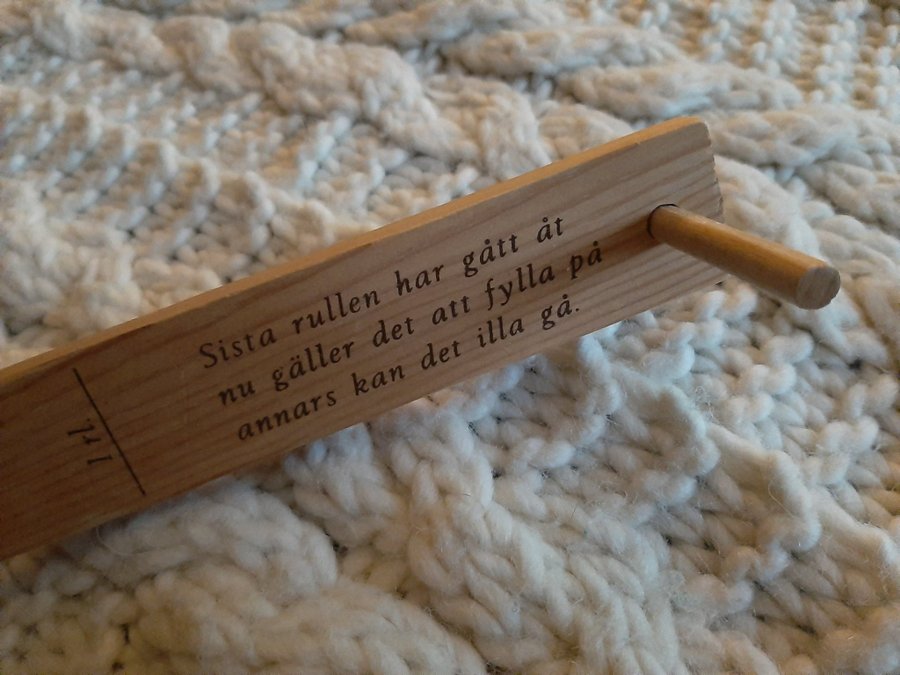 Sista rullen har gått åt
nu gäller det att fylla på
annars kan det illa gå.